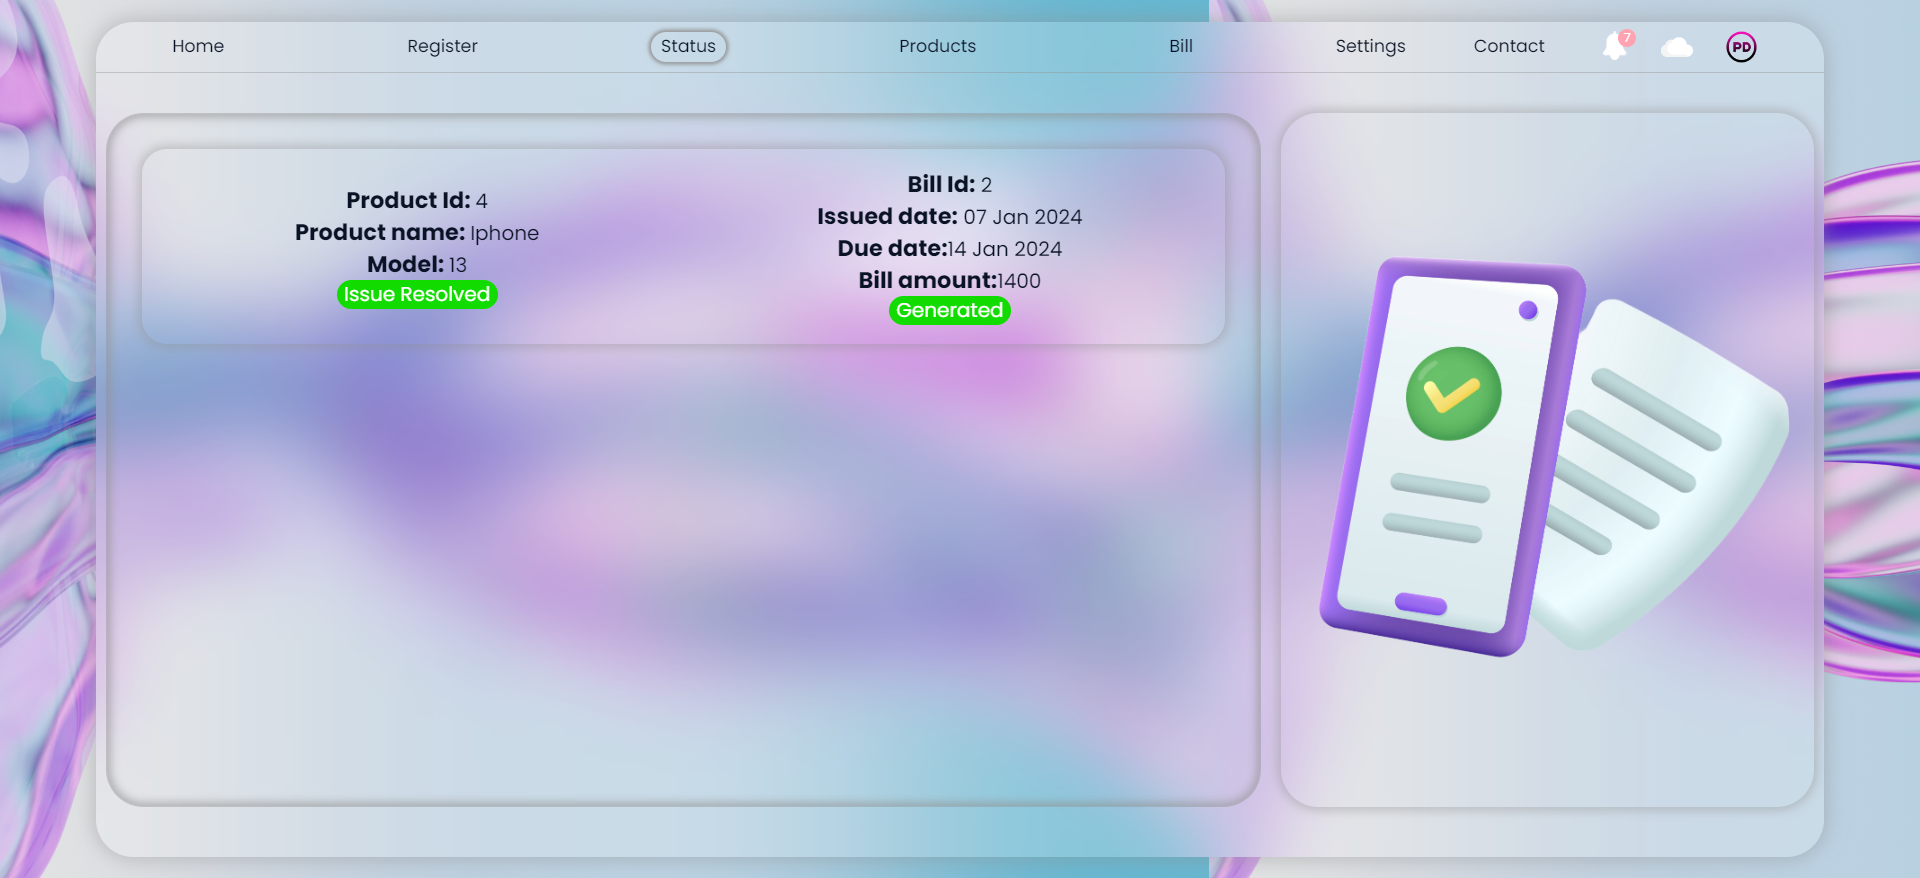 Home
Register
Status
Products
Bill
Settings
Contact
7
PD
Product Id: 4
Product name: Iphone
Model: 13
Issue Resolved
Bill Id: 2
Issued date: 07 Jan 2024
Due date:14 Jan 2024
Bill amount:1400
Generated